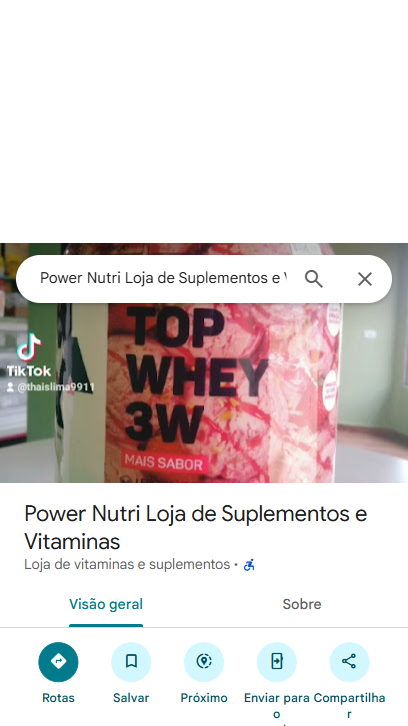 Power Nutri Loja de Suplementos e
TOP
WHEY
3W
MAIS SABOR
TikTok
@thaislima9911
Power Nutri Loja de Suplementos e
Vitaminas
Loja de vitaminas e suplementos ·
Visão geral
Sobre
Rotas
Salvar
Próximo
Enviar para
o
Compartilha
r